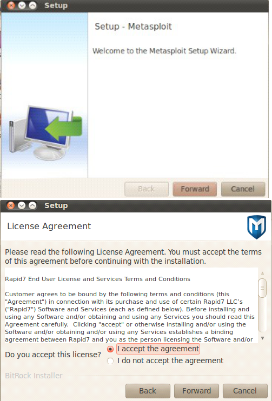 Setup
Setup - Metasploit
Welcome to the Metasploit Setup Wizard.
Back
Forward
Cancel
Setup
License Agreement
Please read the following License Agreement. You must accept the terms
of this agreement before continuing with the installation.
Rapid7 End User License and Services Terms and Conditions
Customer agrees to be bound by the following terms and conditions (this
"Agreement") in connection with its purchase and use of certain Rapid7 LLC's
("Rapid7") Software and Services (each as defined below). Before installing and
using any Software and/or obtaining and using any Services you should read this
Agreement carefully. Clicking "accept" or otherwise installing and/or using the
Software and/or obtaining and/or using any Services establishes a binding
agreement between Rapid7 and you as the person licensing the Software and/or
Do you accept this license?
I accept the agreement
I do not accept the agreement
BitRock Installer
Back
Forward
Cancel